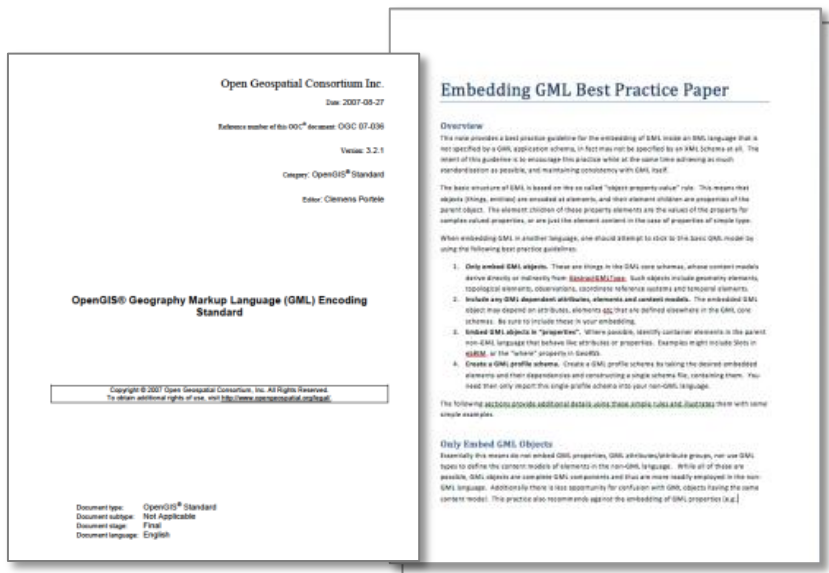 Open Geospatial Consortium Inc.
Date: 2007-08-27
Reference number of this OGC® document: OGC 07-036
Version: 3.2.1
Category: OpenGIS® Standard
Editor: Clemens Portele
OpenGIS® Geography Markup Language (GML) Encoding
Standard
Copyright © 2007 Open Geospatial Consortium, Inc. All Rights Reserved.
To obtain additional rights of use, visit http://www.opengeospatial.org/legal/.
Document type: OpenGIS® Standard
Document subtype: Not Applicable
Document stage: Final
Document language: English
Embedding GML Best Practice Paper
Overview
This note provides a best practice guideline for the embedding of GML inside an XML language that is
not specified by a GML application schema, in fact may not be specified by an XML Schema at all. The
intent of this guideline is to encourage this practice while at the same time achieving as much
standardization as possible, and maintaining consistency with GML itself.
The basic structure of GML is based on the so called "object property value" rule. This means that
objects (things, entities) are encoded as elements, and their element children are properties of the
parent object. The element children of these property elements are the values of the property for
complex valued properties, or are just the element content in the case of properties of simple type.
When embedding GML in another language, one should attempt to stick to this basic GML model by
using the following best practice guidelines:
1. Only embed GML objects. These are things in the GML core schemas, whose content models
derive directly or indirectly from AbstractGMLType. Such objects include geometry elements,
topological elements, observations, coordinate reference systems and temporal elements.
2. Include any GML dependent attributes, elements and content models. The embedded GML
object may depend on attributes, elements etc that are defined elsewhere in the GML core
schemas. Be sure to include these in your embedding.
3. Embed GML objects in "properties". Where possible, identify container elements in the parent
non-GML language that behave like attributes or properties. Examples might include Slots in
ebRIM, or the "where" property in GeoRSS.
4. Create a GML profile schema. Create a GML profile schema by taking the desired embedded
elements and their dependencies and constructing a single schema file, containing them. You
need then only import this single profile schema into your non-GML language.
The following sections provide additional details using these simple rules and illustrates them with some
simple examples.
Only Embed GML Objects
Essentially this means do not embed GML properties, GML attributes/attribute groups, nor use GML
types to define the content models of elements in the non-GML language. While all of these are
possible, GML objects are complete GML components and thus are more readily employed in the non-
GML language. Additionally there is less opportunity for confusion with GML objects having the same
content model. This practice also recommends against the embedding of GML properties (e.g.